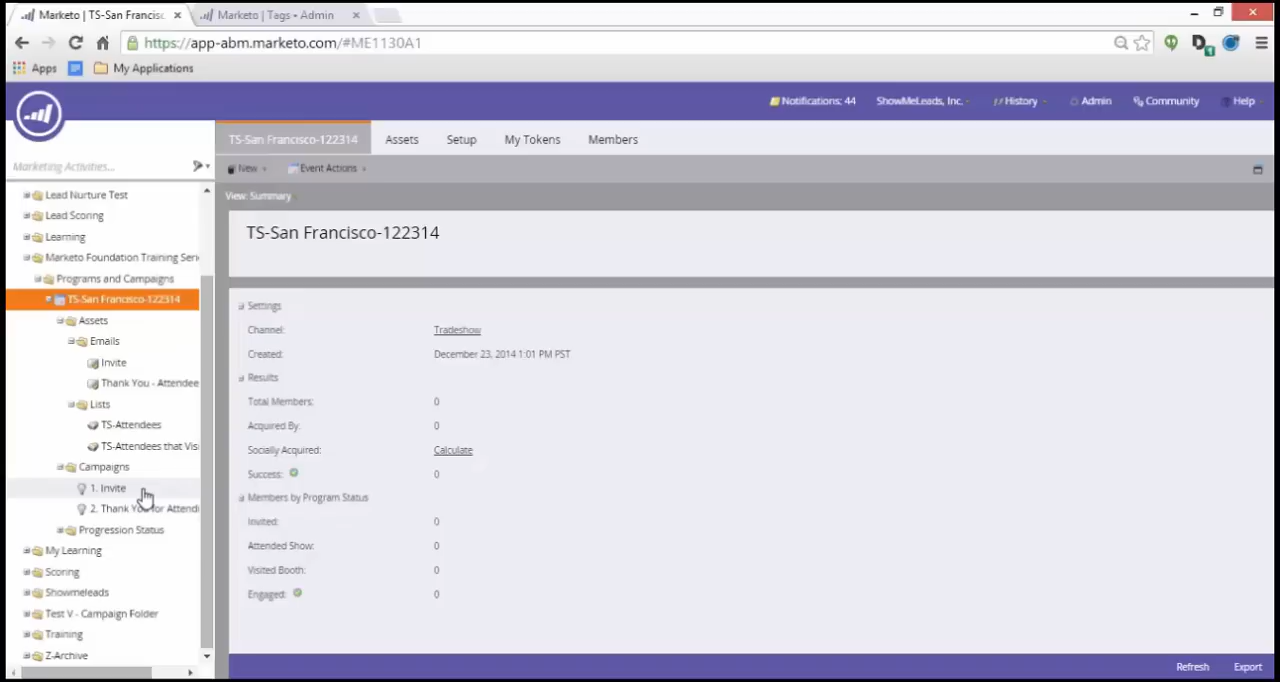 Marketo | TS-San Francisc
Marketo | Tags - Admin
https://app-abm.marketo.com/#ME1130A1
Apps
My Applications
Notifications: 44
ShowMeLeads, Inc.
History
Admin
Community
Help
TS-San Francisco-122314
Assets
Setup
My Tokens
Members
Marketing Activities...
New
Event Actions
View: Summary
Lead Nurture Test
Lead Scoring
Learning
Marketo Foundation Training Seri
Programs and Campaigns
TS-San Francisco-122314
Assets
Emails
Invite
Thank You - Attendee
Lists
TS-Attendees
TS-Attendees that Vis
Campaigns
1. Invite
2. Thank You for Attendi
Progression Status
My Learning
Scoring
Showmeleads
Test V - Campaign Folder
Training
Z-Archive
TS-San Francisco-122314
Settings
Channel: Tradeshow
Created: December 23, 2014 1:01 PM PST
Results
Total Members: 0
Acquired By: 0
Socially Acquired: Calculate
Success: 0
Members by Program Status
Invited: 0
Attended Show: 0
Visited Booth: 0
Engaged: 0
Refresh
Export